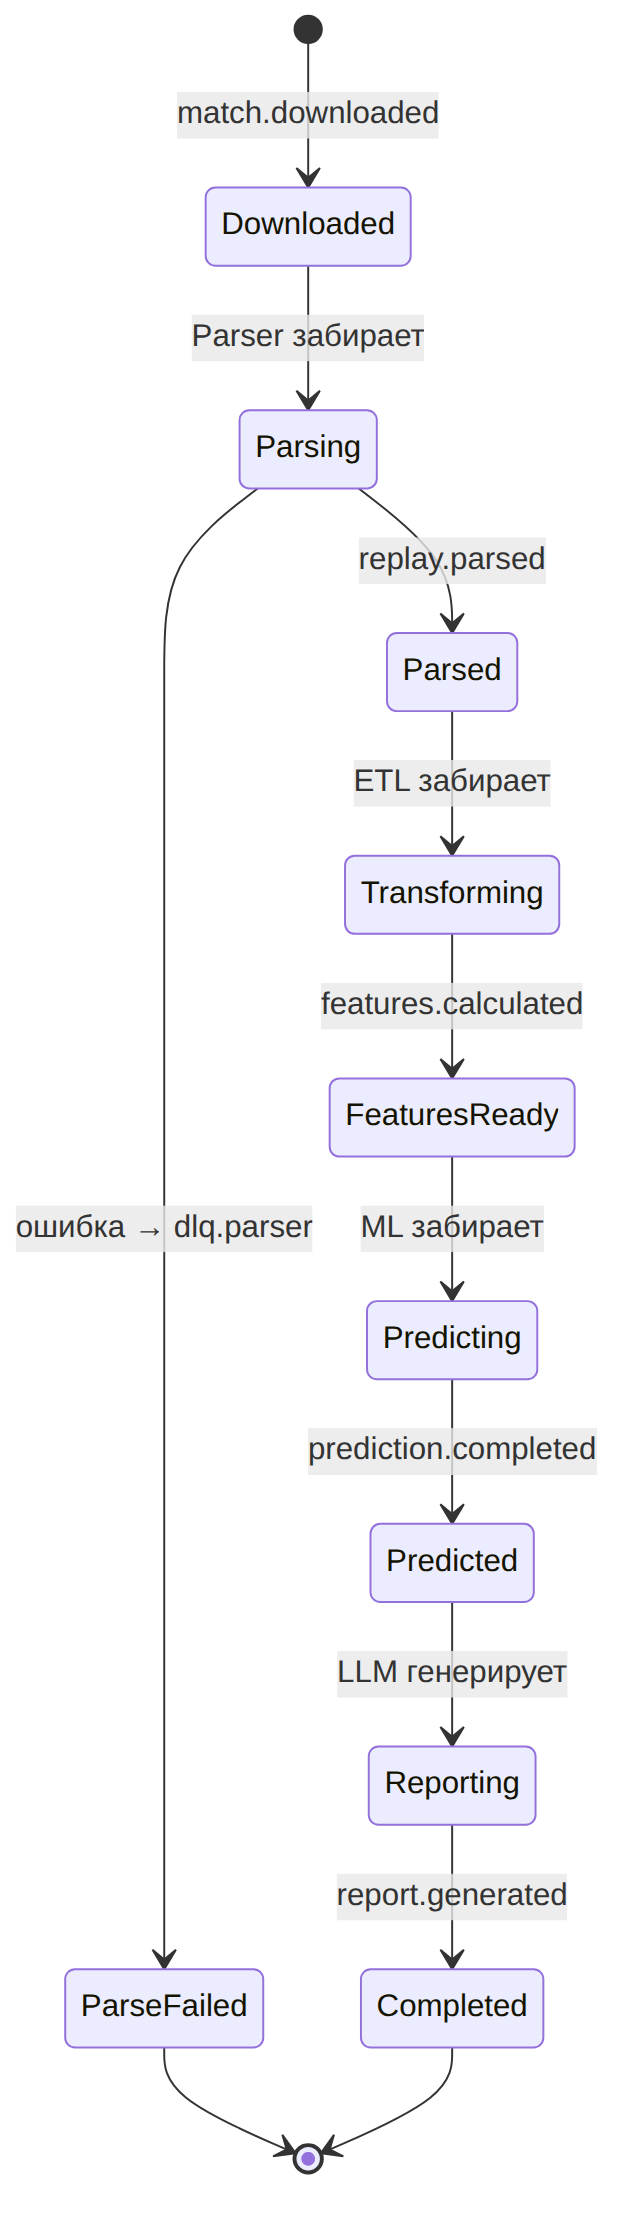 match.downloaded
Downloaded
Parser забирает
Parsing
replay.parsed
Parsed
ETL забирает
Transforming
features.calculated
FeaturesReady
ошибка → dlq.parser
ML забирает
Predicting
prediction.completed
Predicted
LLM генерирует
Reporting
report.generated
ParseFailed
Completed